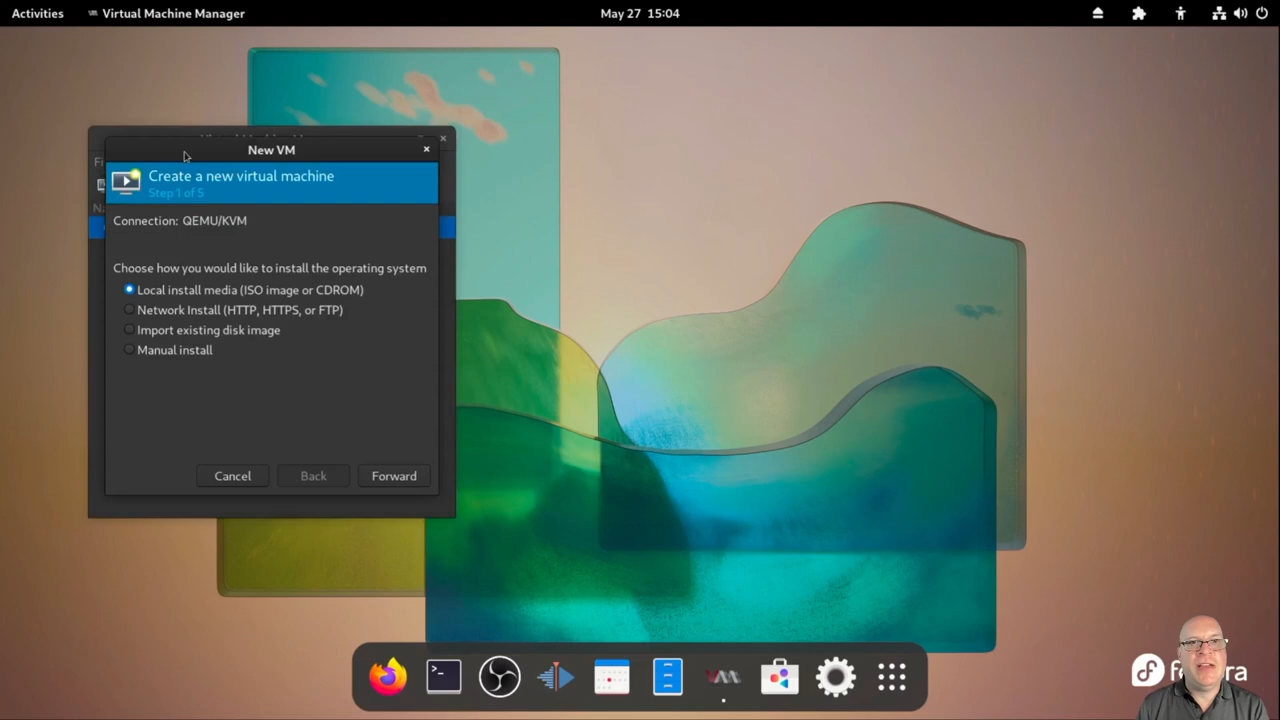 Activities
Virtual Machine Manager
May 27 15:04
New VM
Create a new virtual machine
Step 1 of 5
Connection: QEMU/KVM
Choose how you would like to install the operating system
Local install media (ISO image or CDROM)
Network Install (HTTP, HTTPS, or FTP)
Import existing disk image
Manual install
Cancel
Back
Forward